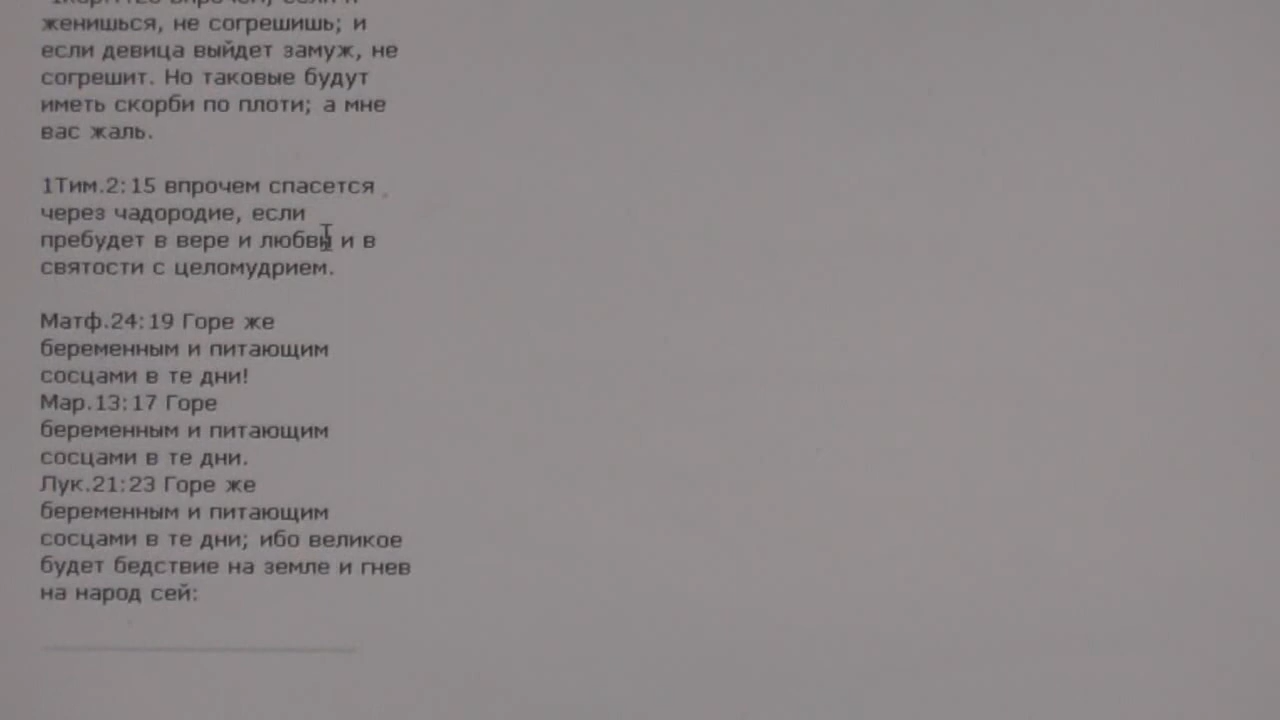 женишься, не согрешишь; и
если девица выйдет замуж, не
согрешит. Но таковые будут
иметь скорби по плоти; а мне
вас жаль.
1Тим.2:15 впрочем спасется
через чадородие, если
пребудет в вере и любви и в
святости с целомудрием.
Матф.24:19 Горе же
беременным и питающим
сосцами в те дни!
Мар.13:17 Горе
беременным и питающим
сосцами в те дни.
Лук.21:23 Горе же
беременным и питающим
сосцами в те дни; ибо великое
будет бедствие на земле и гнев
на народ сей: